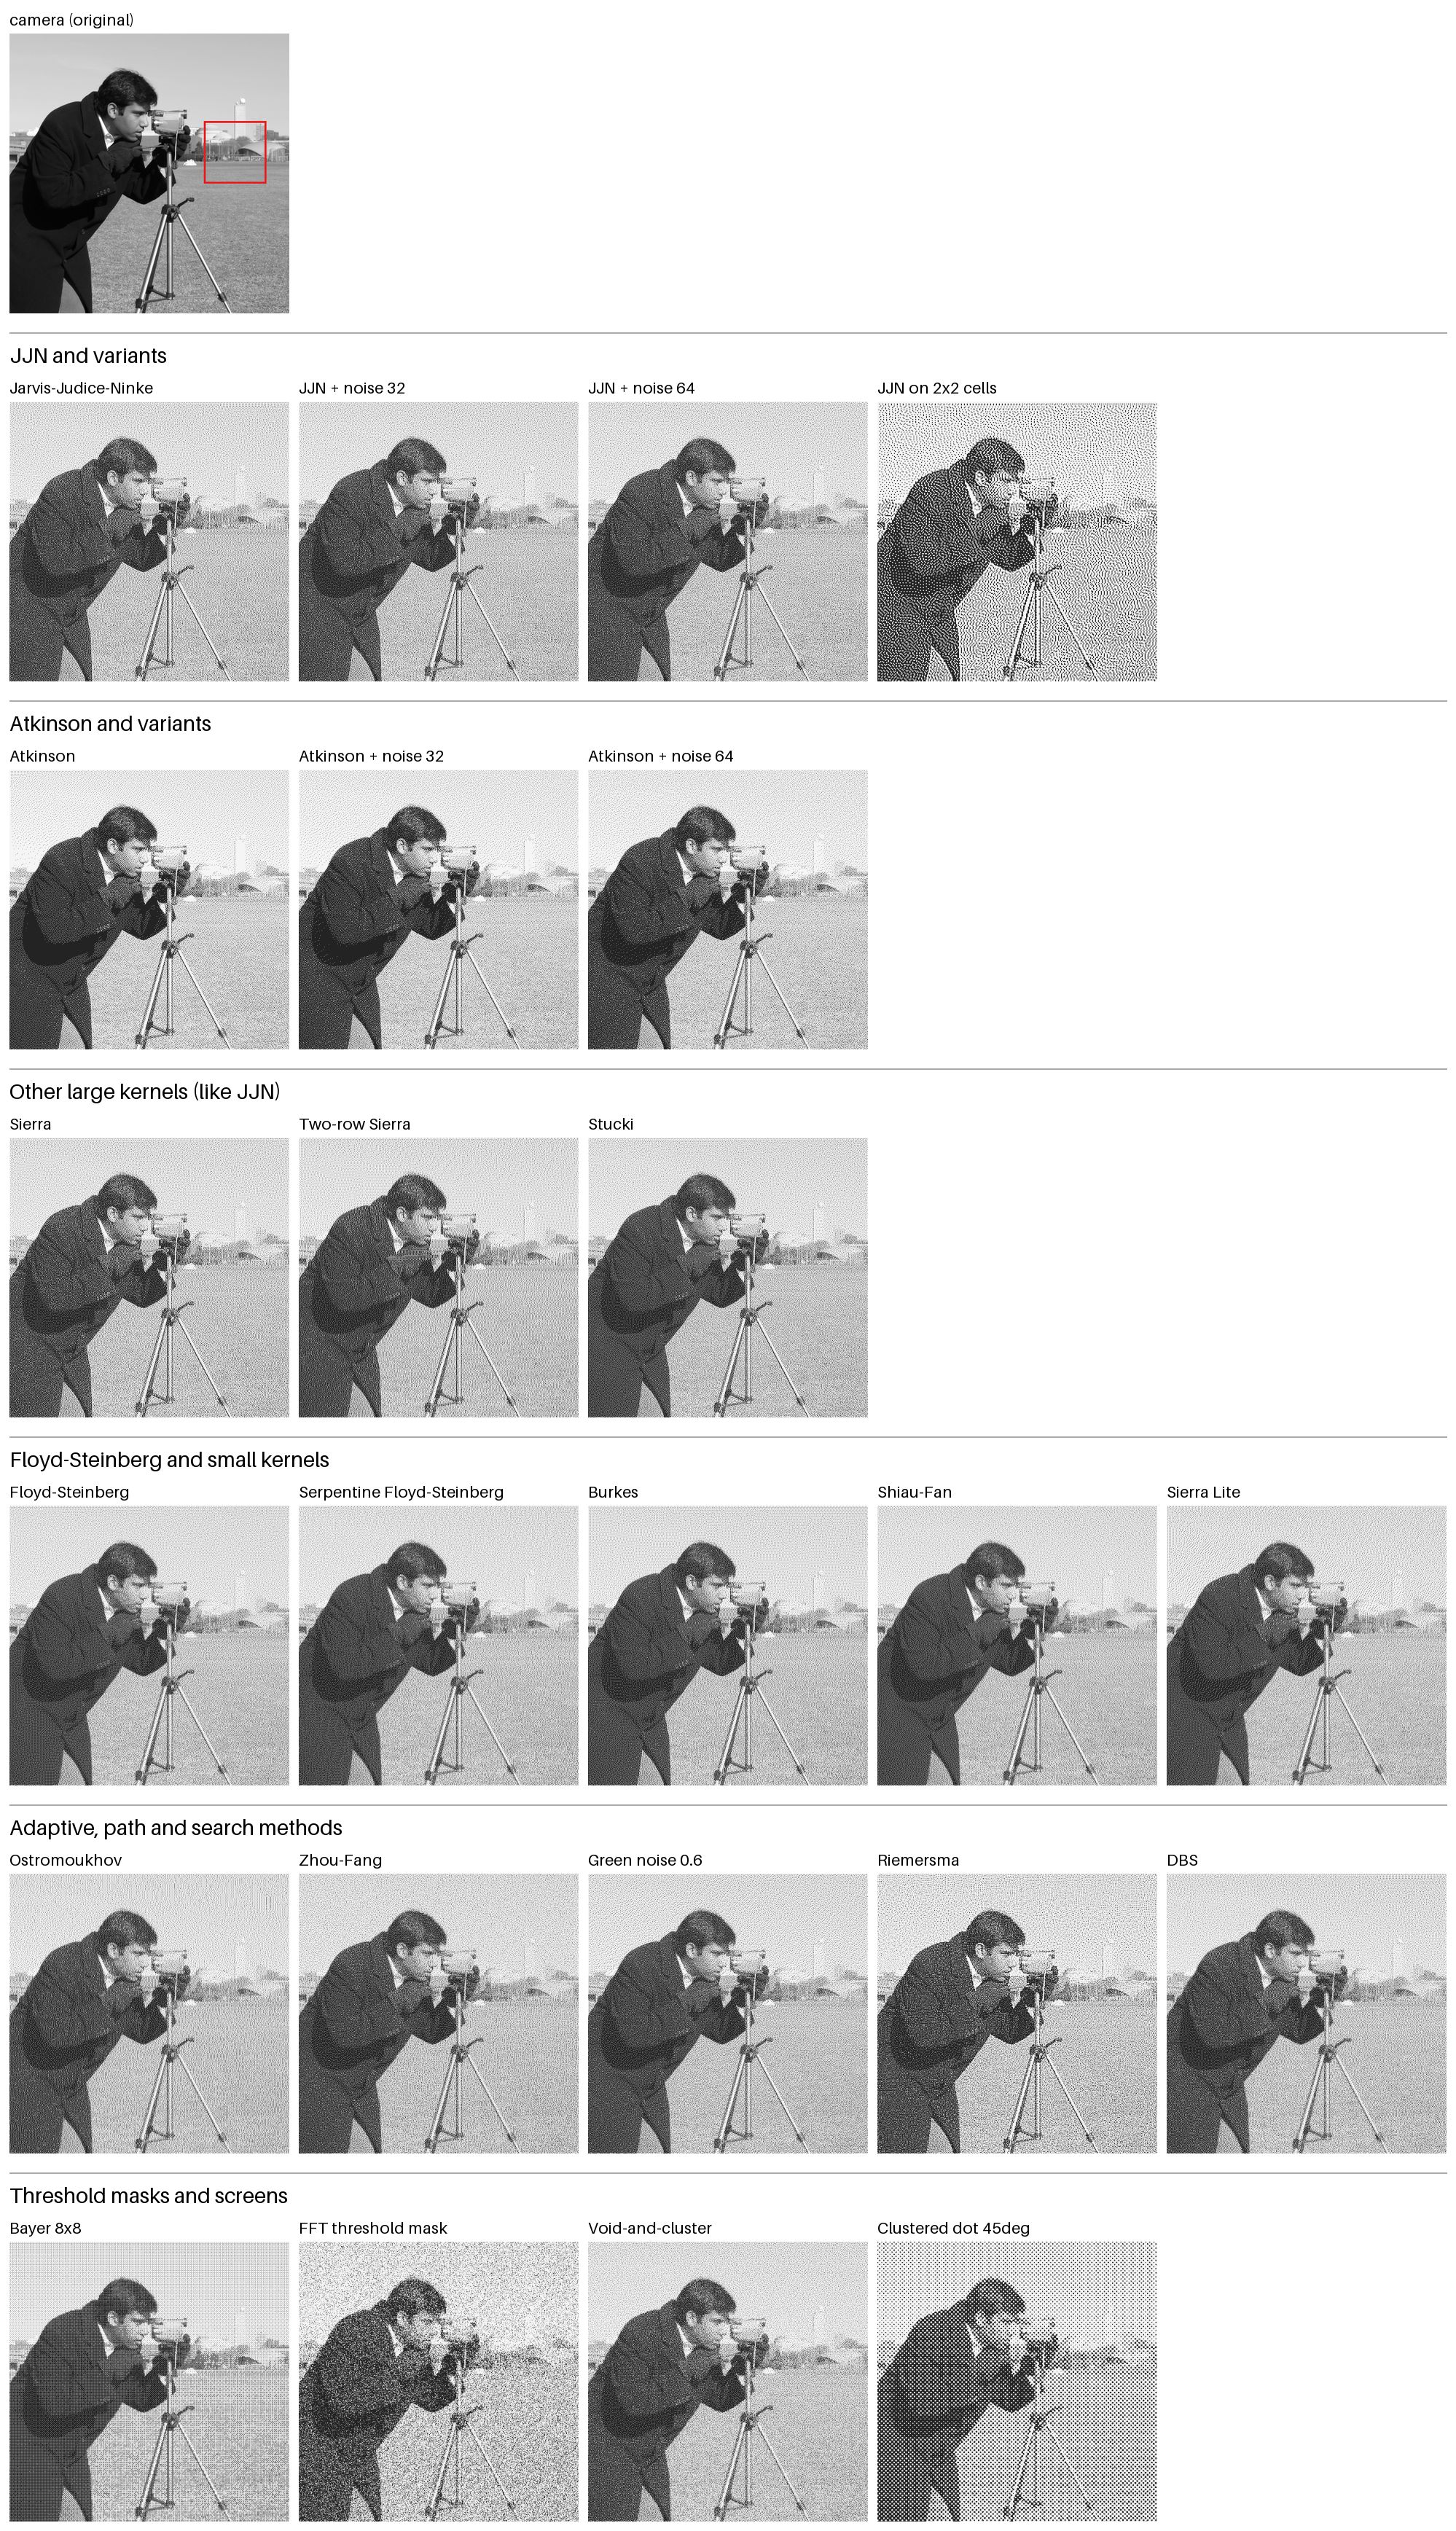 camera (original)
JJN and variants
Jarvis-Judice-Ninke
JJN + noise 32
JJN + noise 64
JJN on 2x2 cells
Atkinson and variants
Atkinson
Atkinson + noise 32
Atkinson + noise 64
Other large kernels (like JJN)
Sierra
Two-row Sierra
Stucki
Floyd-Steinberg and small kernels
Floyd-Steinberg
Serpentine Floyd-Steinberg
Burkes
Shiau-Fan
Sierra Lite
Adaptive, path and search methods
Ostromoukhov
Zhou-Fang
Green noise 0.6
Riemersma
DBS
Threshold masks and screens
Bayer 8x8
FFT threshold mask
Void-and-cluster
Clustered dot 45deg